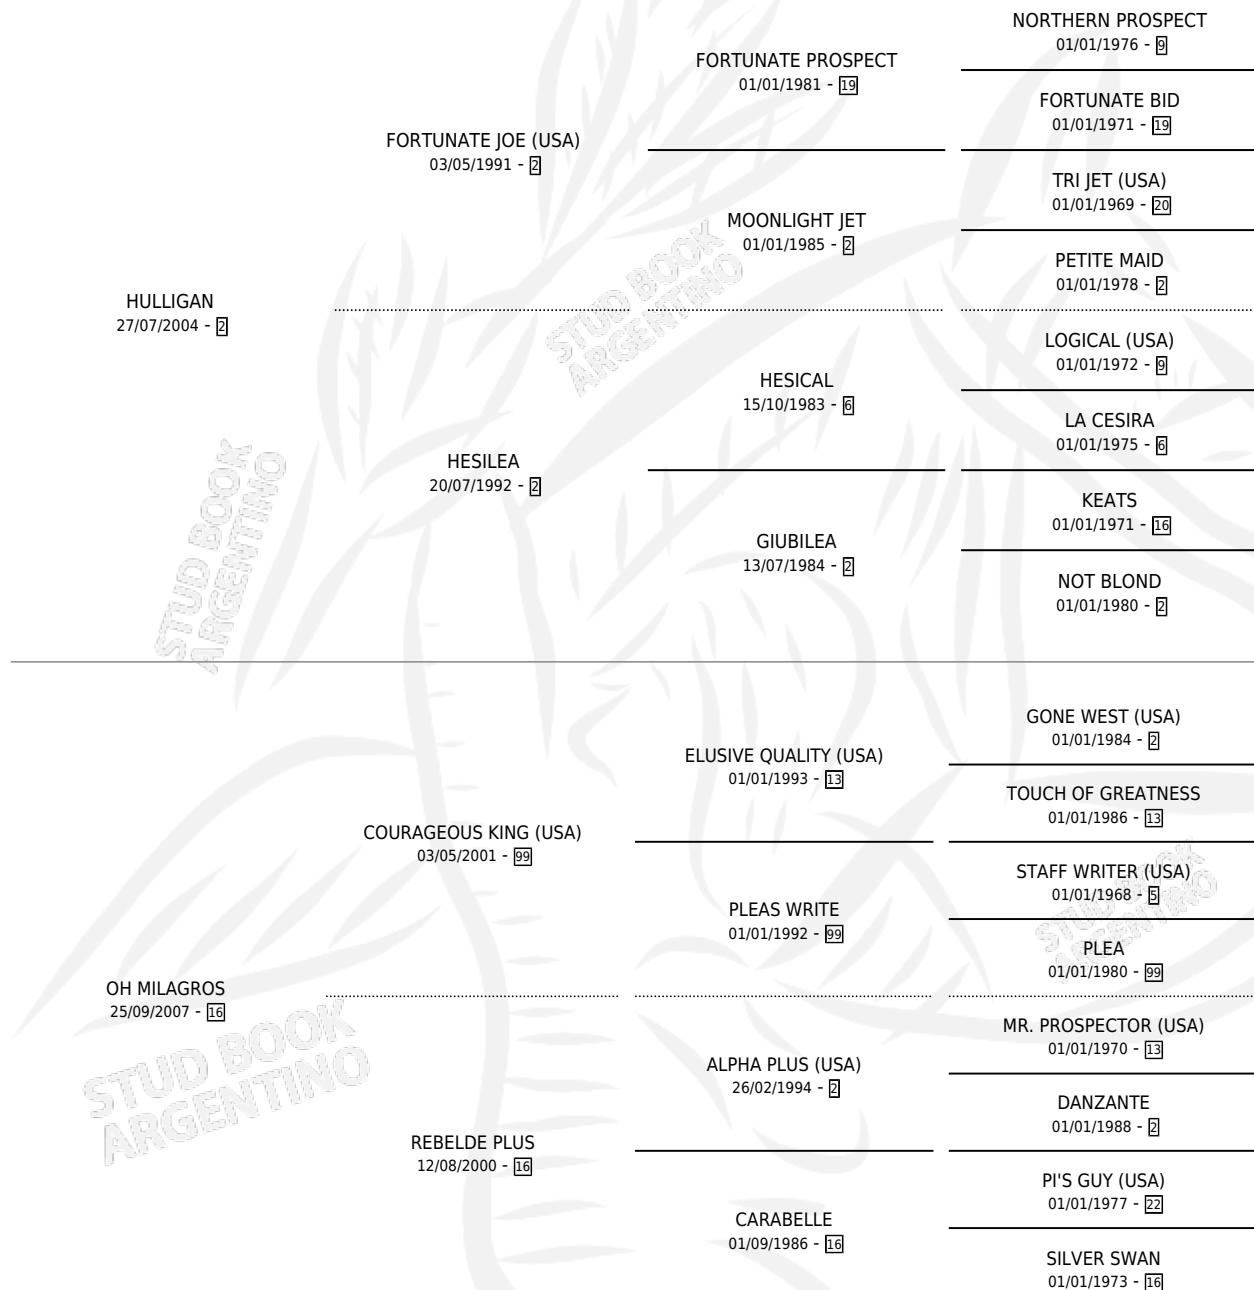 NORTHERN PROSPECT
01/01/1976 - 9
FORTUNATE PROSPECT
01/01/1981 - 19
FORTUNATE BID
01/01/1971 - 19
FORTUNATE JOE (USA)
03/05/1991 - 2
TRI JET (USA)
01/01/1969 - 20
MOONLIGHT JET
01/01/1985 - 2
PETITE MAID
01/01/1978 - 2
HULLIGAN
27/07/2004 - 2
LOGICAL (USA)
01/01/1972 - 9
HESICAL
15/10/1983 - 6
LA CESIRA
01/01/1975 - 6
HESILEA
20/07/1992 - 2
KEATS
01/01/1971 - 16
GIUBILEA
13/07/1984 - 2
NOT BLOND
01/01/1980 - 2
GONE WEST (USA)
01/01/1984 - 2
ELUSIVE QUALITY (USA)
01/01/1993 - 13
TOUCH OF GREATNESS
01/01/1986 - 13
COURAGEOUS KING (USA)
03/05/2001 - 99
STAFF WRITER (USA)
01/01/1968 - 5
PLEAS WRITE
01/01/1992 - 99
PLEA
01/01/1980 - 99
OH MILAGROS
25/09/2007 - 16
MR. PROSPECTOR (USA)
01/01/1970 - 13
ALPHA PLUS (USA)
26/02/1994 - 2
DANZANTE
01/01/1988 - 2
REBELDE PLUS
12/08/2000 - 16
PI'S GUY (USA)
01/01/1977 - 22
CARABELLE
01/09/1986 - 16
SILVER SWAN
01/01/1973 - 16
STUD BOOK
ARGENTINO
STUD BOOK
ARGENTINO
STUD BOOK
ARGENTINO
STUD BOOK
ARGENTINO